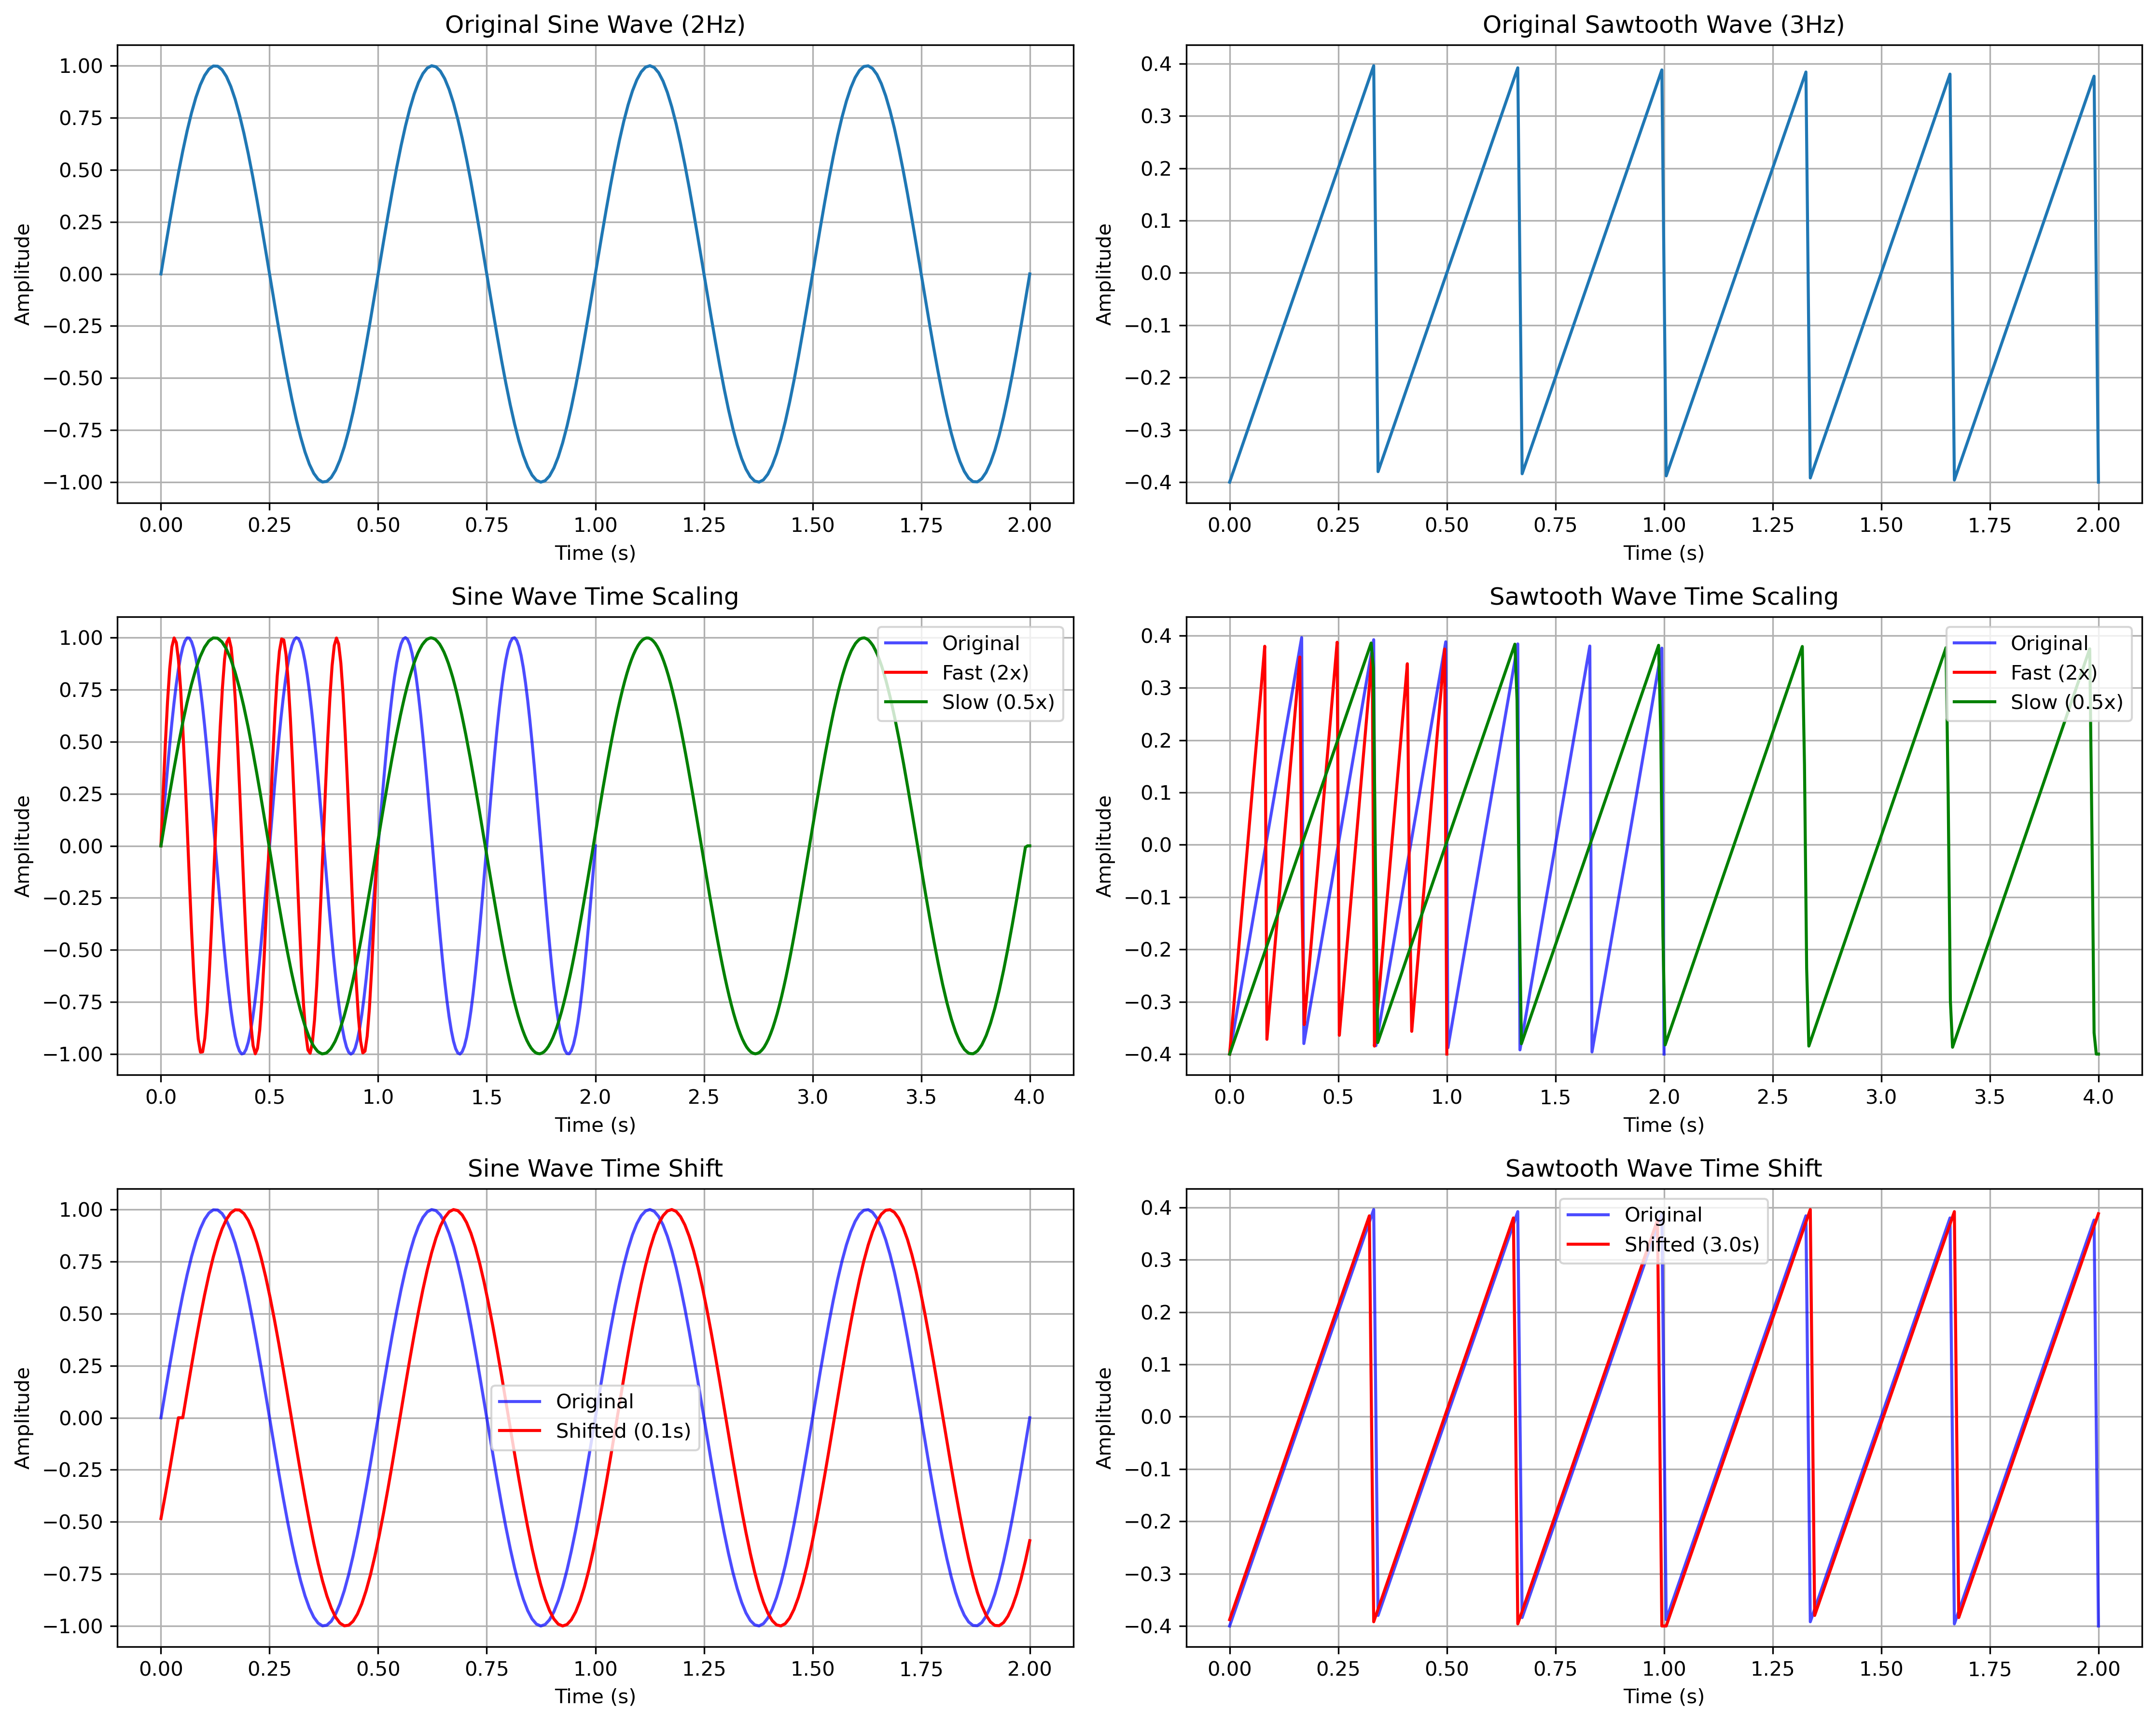 Original Sine Wave (2Hz)
Amplitude
1.00
0.75
0.50
0.25
0.00
−0.25
−0.50
−0.75
−1.00
0.00 0.25 0.50 0.75 1.00 1.25 1.50 1.75 2.00
Time (s)
Original Sawtooth Wave (3Hz)
Amplitude
0.4
0.3
0.2
0.1
0.0
−0.1
−0.2
−0.3
−0.4
0.00 0.25 0.50 0.75 1.00 1.25 1.50 1.75 2.00
Time (s)
Sine Wave Time Scaling
Amplitude
1.00
0.75
0.50
0.25
0.00
−0.25
−0.50
−0.75
−1.00
Original
Fast (2x)
Slow (0.5x)
0.0 0.5 1.0 1.5 2.0 2.5 3.0 3.5 4.0
Time (s)
Sawtooth Wave Time Scaling
Amplitude
0.4
0.3
0.2
0.1
0.0
−0.1
−0.2
−0.3
−0.4
Original
Fast (2x)
Slow (0.5x)
0.0 0.5 1.0 1.5 2.0 2.5 3.0 3.5 4.0
Time (s)
Sine Wave Time Shift
Amplitude
1.00
0.75
0.50
0.25
0.00
−0.25
−0.50
−0.75
−1.00
Original
Shifted (0.1s)
0.00 0.25 0.50 0.75 1.00 1.25 1.50 1.75 2.00
Time (s)
Sawtooth Wave Time Shift
Amplitude
0.4
0.3
0.2
0.1
0.0
−0.1
−0.2
−0.3
−0.4
Original
Shifted (3.0s)
0.00 0.25 0.50 0.75 1.00 1.25 1.50 1.75 2.00
Time (s)